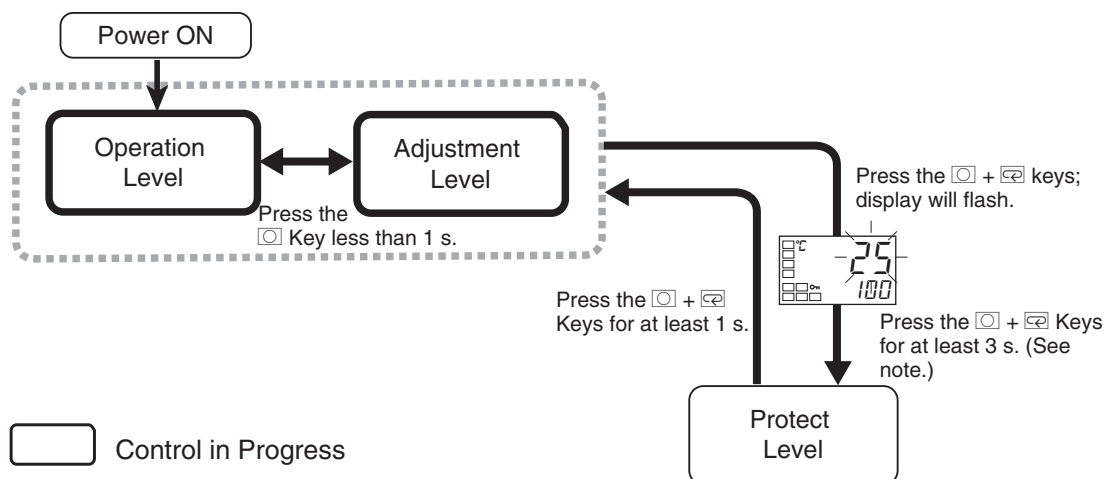 Power ON
Operation
Level
Adjustment
Level
Press the
Key less than 1 s.
Press the + keys;
display will flash.
°C
25
100
Press the +
Keys for at least 1 s.
Press the + Keys
for at least 3 s. (See
note.)
Protect
Level
Control in Progress